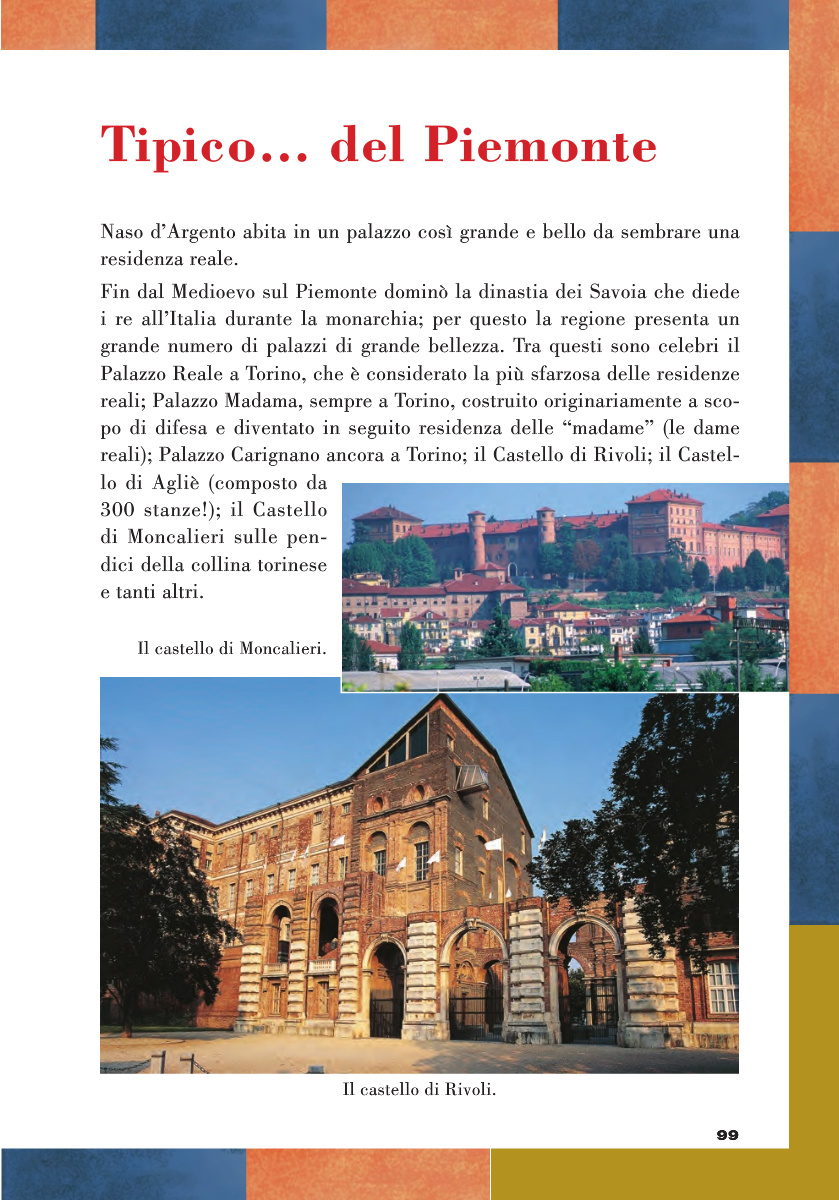 Tipico... del Piemonte
Naso d’Argento abita in un palazzo così grande e bello da sembrare una
residenza reale.
Fin dal Medioevo sul Piemonte dominò la dinastia dei Savoia che diede
i re all’Italia durante la monarchia; per questo la regione presenta un
grande numero di palazzi di grande bellezza. Tra questi sono celebri il
Palazzo Reale a Torino, che è considerato la più sfarzosa delle residenze
reali; Palazzo Madama, sempre a Torino, costruito originariamente a sco-
po di difesa e diventato in seguito residenza delle “madame” (le dame
reali); Palazzo Carignano ancora a Torino; il Castello di Rivoli; il Castel-
lo di Agliè (composto da
300 stanze!); il Castello
di Moncalieri sulle pen-
dici della collina torinese
e tanti altri.
Il castello di Moncalieri.
Il castello di Rivoli.
99